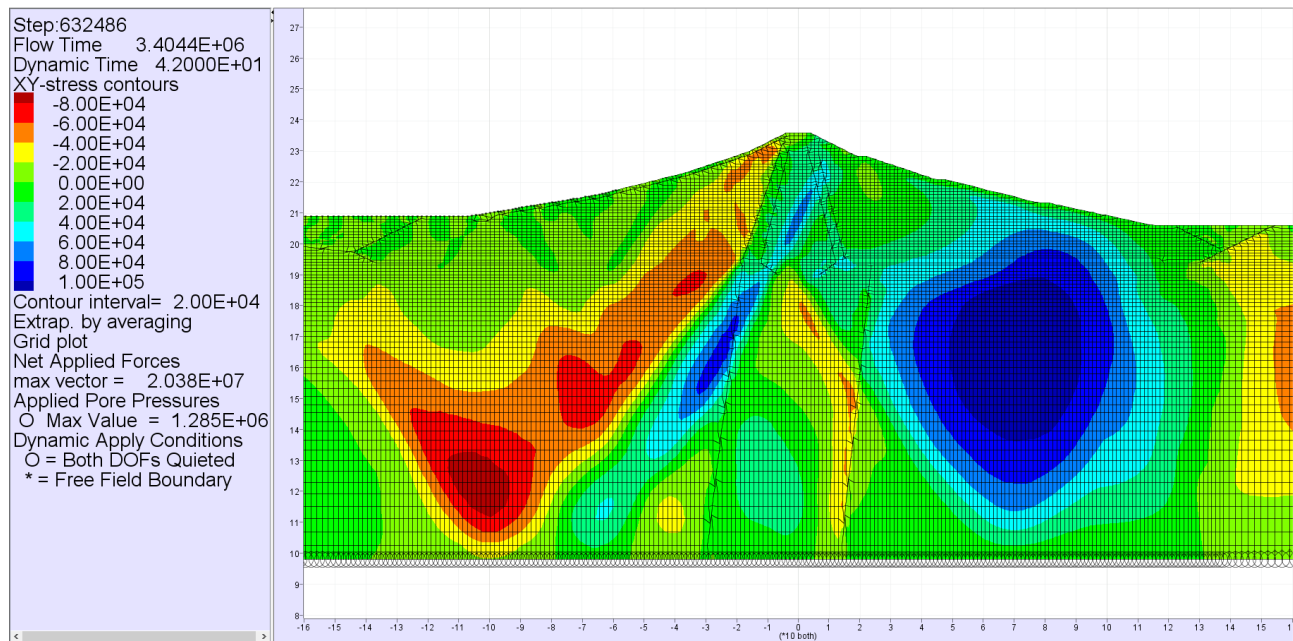 Step:632486
Flow Time 3.4044E+06
Dynamic Time 4.2000E+01
XY-stress contours
-8.00E+04
-6.00E+04
-4.00E+04
-2.00E+04
0.00E+00
2.00E+04
4.00E+04
6.00E+04
8.00E+04
1.00E+05
Contour interval= 2.00E+04
Extrap. by averaging
Grid plot
Net Applied Forces
max vector = 2.038E+07
Applied Pore Pressures
O Max Value = 1.285E+06
Dynamic Apply Conditions
O = Both DOFs Quieted
* = Free Field Boundary
27
26
25
24
23
22
21
20
19
18
17
16
15
14
13
12
11
10
9
8
-16 -15 -14 -13 -12 -11 -10 -9 -8 -7 -6 -5 -4 -3 -2 -1 0 1 2 3 4 5 6 7 8 9 10 11 12 13 14 15
(*10 both)